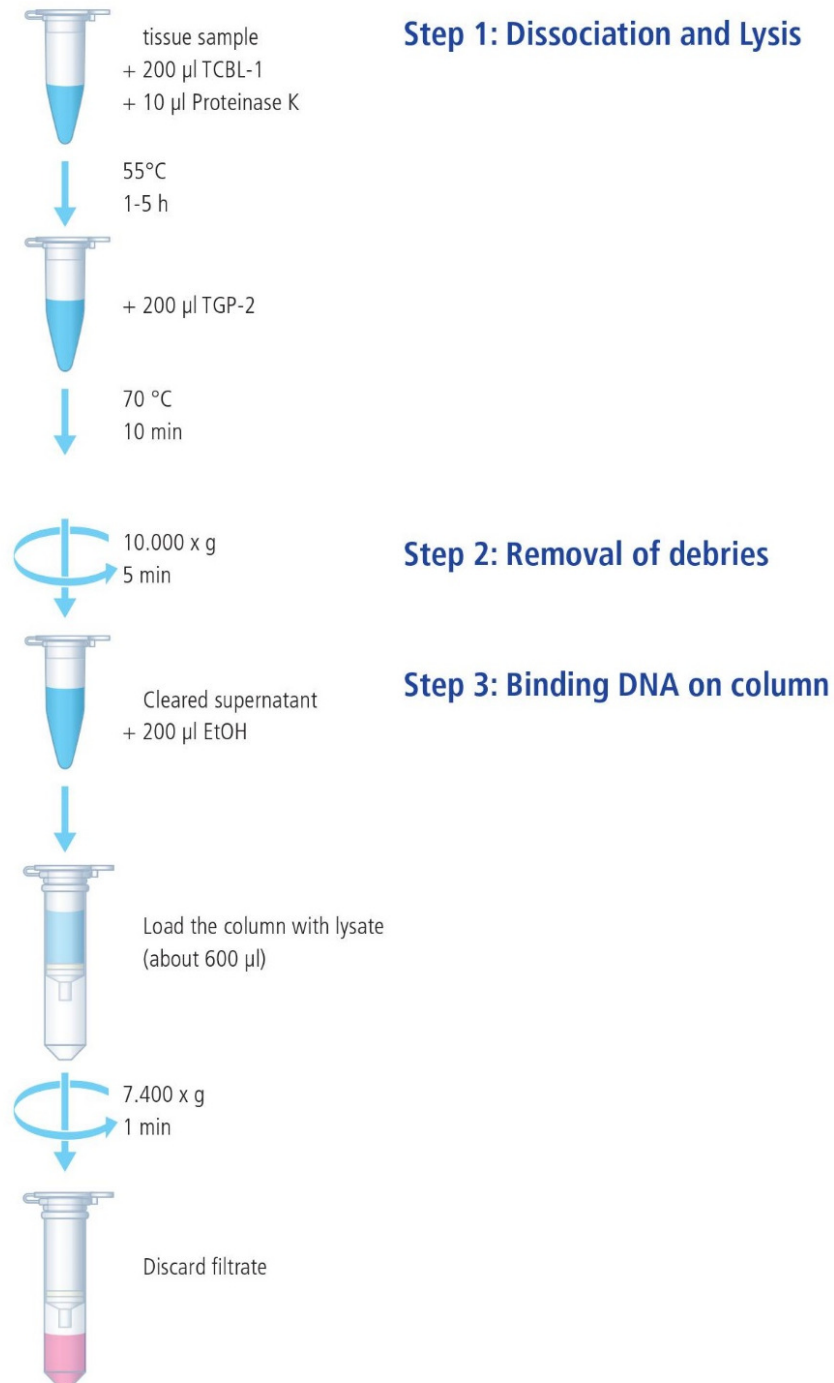 Step 1: Dissociation and Lysis
tissue sample
+ 200 µl TCBL-1
+ 10 µl Proteinase K
55°C
1-5 h
+ 200 µl TGP-2
70 °C
10 min
Step 2: Removal of debries
10.000 x g
5 min
Step 3: Binding DNA on column
Cleared supernatant
+ 200 µl EtOH
Load the column with lysate
(about 600 µl)
7.400 x g
1 min
Discard filtrate